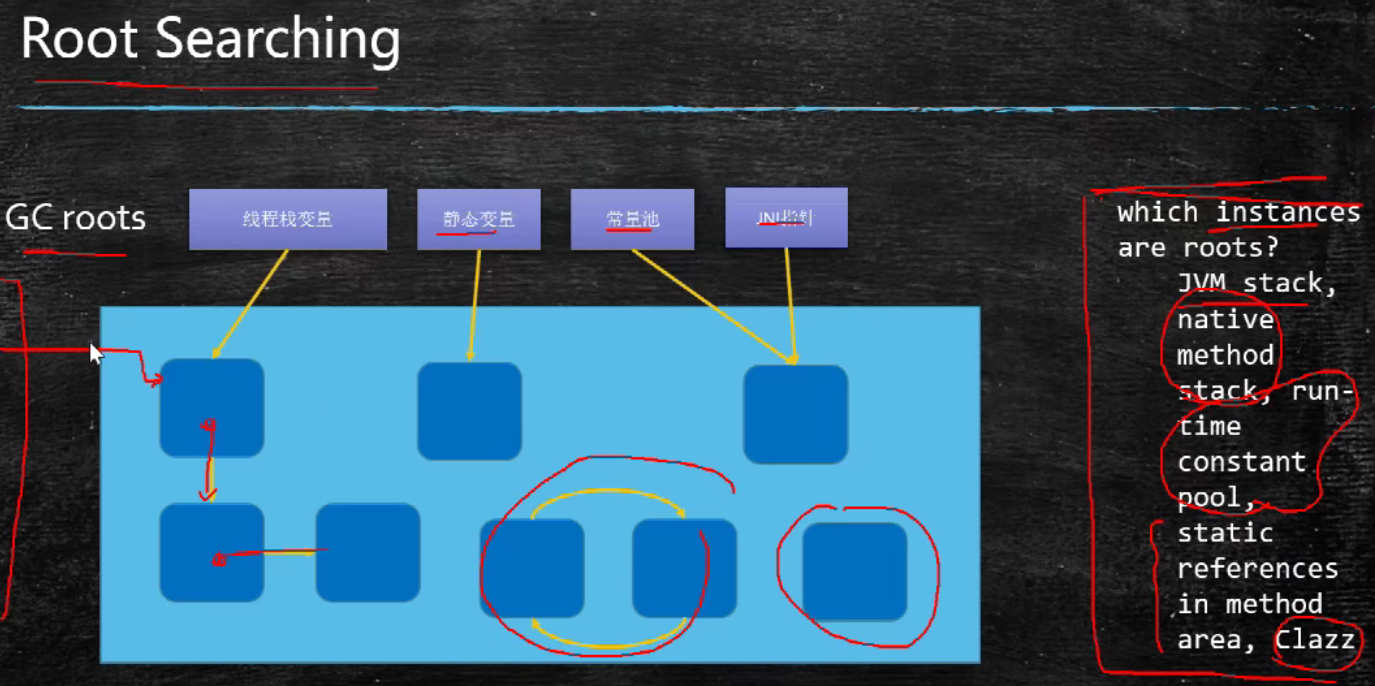 Root Searching
GC roots
线程栈变量
静态变量
常量池
JNI指针
which instances
are roots?
JVM stack,
native
method
stack, run-
time
constant
pool,
static
references
in method
area, Clazz